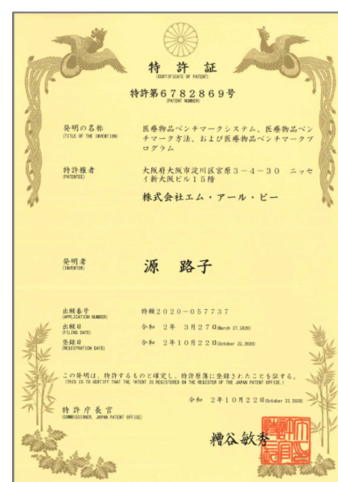 特許証
(CERTIFICATE OF PATENT)
特許第6782869号
(PATENT NUMBER)
発明の名称
(TITLE OF THE INVENTION)
医療物品ベンチマークシステム、医療物品ベン
チマーク方法、および医療物品ベンチマークプ
ログラム
特許権者
(PATENTEE)
大阪府大阪市淀川区宮原3-4-30 ニッセ
イ新大阪ビル15階
株式会社エム・アール・ピー
発明者
(INVENTOR)
源 路子
出願番号
(APPLICATION NUMBER)
特願2020-057737
出願日
(FILING DATE)
令和 2年 3月27日(March 27,2020)
登録日
(REGISTRATION DATE)
令和 2年10月22日(October 22,2020)
この発明は、特許するものと確定し、特許原簿に登録されたことを証する。
(THIS IS TO CERTIFY THAT THE PATENT IS REGISTERED ON THE REGISTER OF THE JAPAN PATENT OFFICE.)
令和 2年10月22日(October 22,2020)
特許庁長官
(COMMISSIONER, JAPAN PATENT OFFICE)
糟谷敏秀